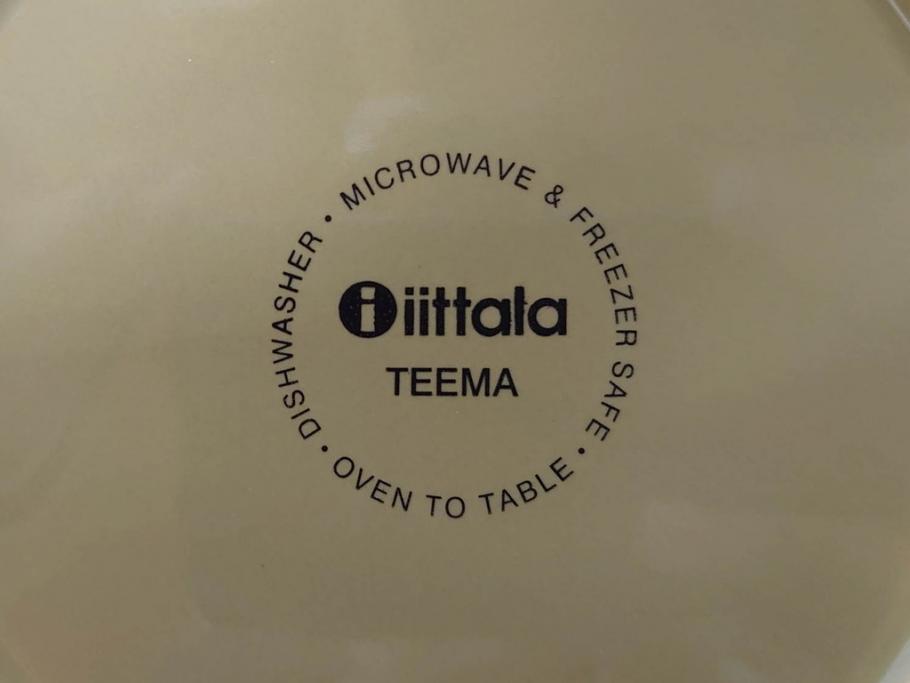 DISHWASHER • MICROWAVE & FREEZER SAFE • OVEN TO TABLE •
i iittala
TEEMA